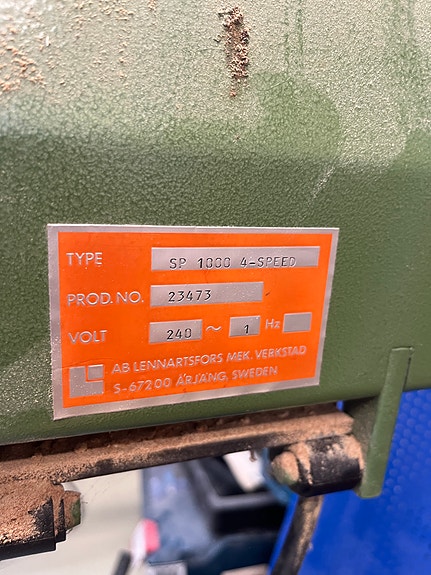 TYPE SP 1000 4-SPEED
PROD. NO. 23473
VOLT 240 ~ 1 Hz
AB LENNARTSFORS MEK. VERKSTAD
S-67200 ÅRJÄNG, SWEDEN